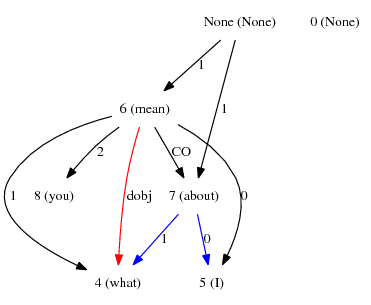 None (None) 0 (None)
1
6 (mean) 1
2 CO
1 8 (you) dobj 7 (about) 0
1 0
4 (what) 5 (I)